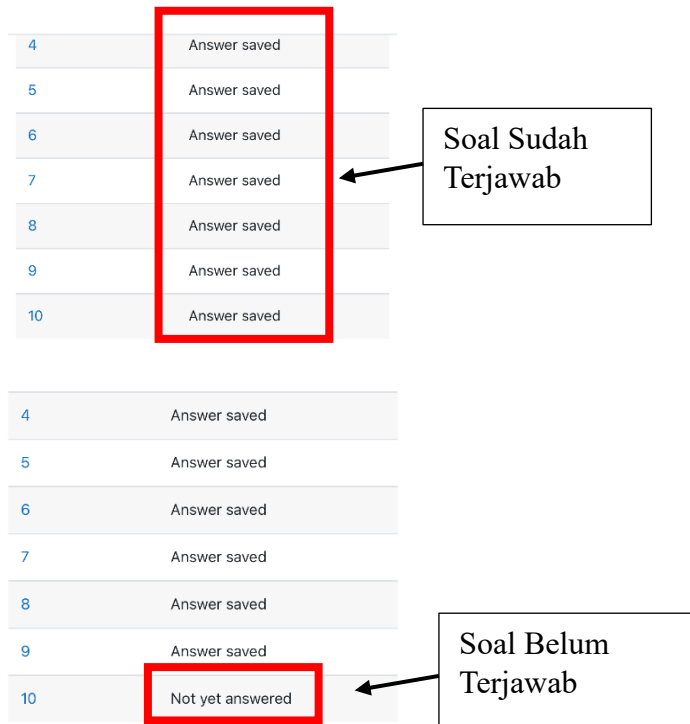 4 Answer saved
5 Answer saved
6 Answer saved
7 Answer saved
8 Answer saved
9 Answer saved
10 Answer saved
Soal Sudah
Terjawab
4 Answer saved
5 Answer saved
6 Answer saved
7 Answer saved
8 Answer saved
9 Answer saved
10 Not yet answered
Soal Belum
Terjawab